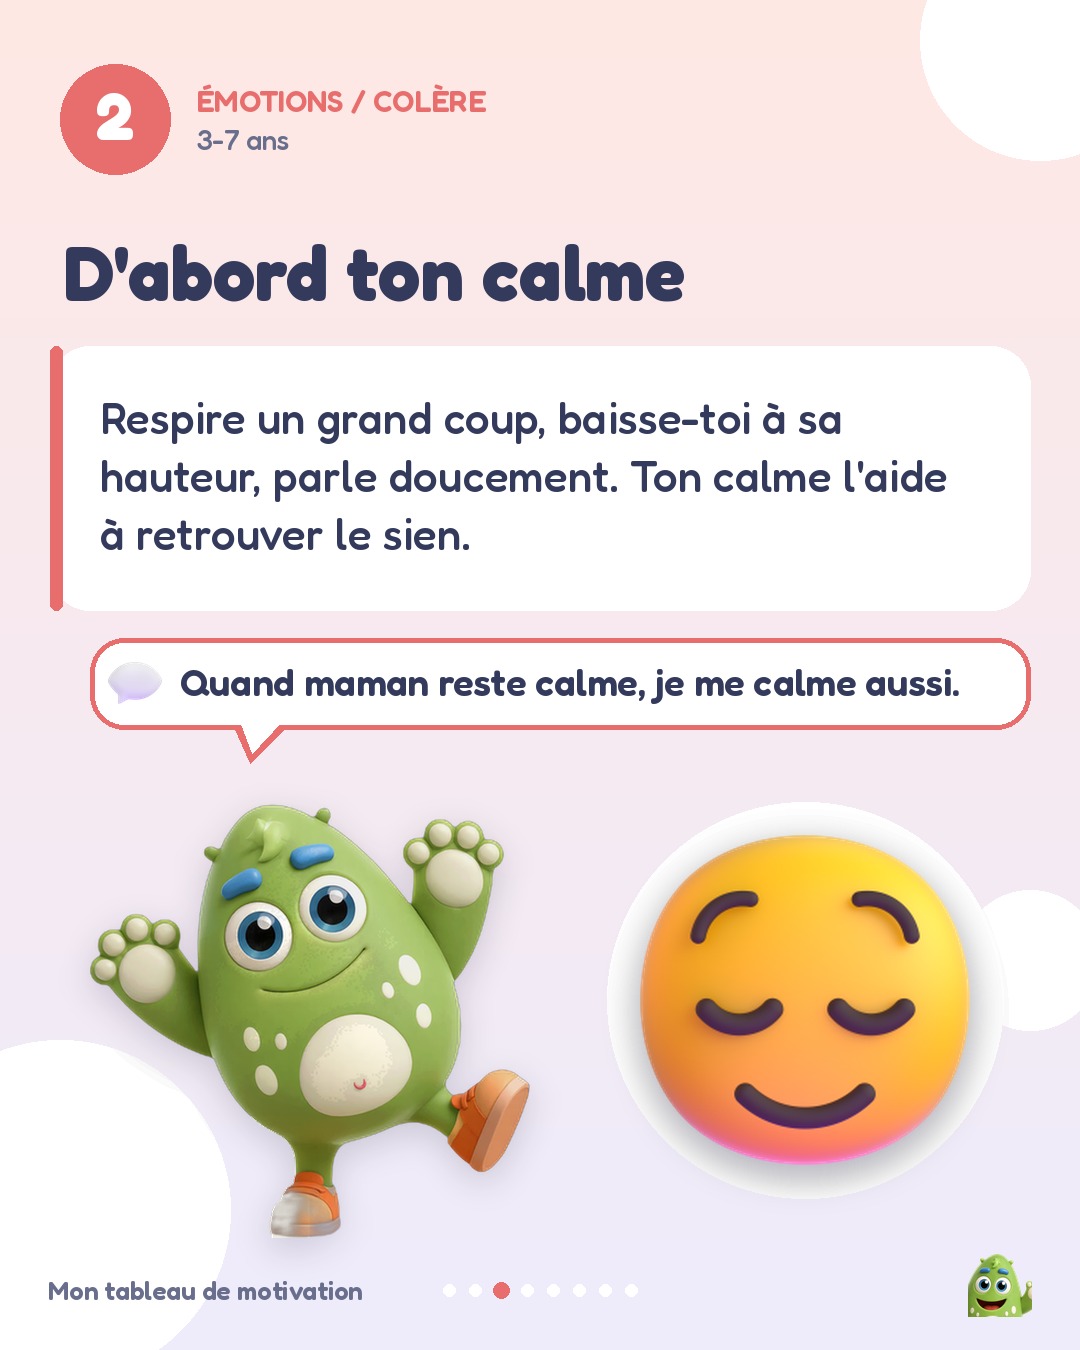 2
ÉMOTIONS / COLÈRE
3-7 ans
D'abord ton calme
Respire un grand coup, baisse-toi à sa
hauteur, parle doucement. Ton calme l'aide
à retrouver le sien.
Quand maman reste calme, je me calme aussi.
Mon tableau de motivation